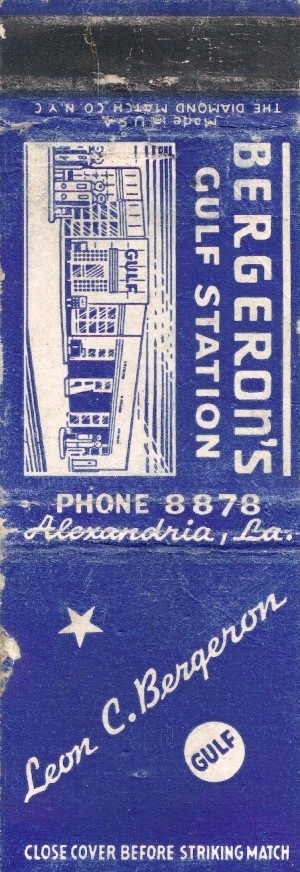 Made in U.S.A.
THE DIAMOND MATCH CO. N.Y.C
BERGERON'S
GULF STATION
GULF
PHONE 8878
Alexandria, La.
Leon C. Bergeron
GULF
CLOSE COVER BEFORE STRIKING MATCH